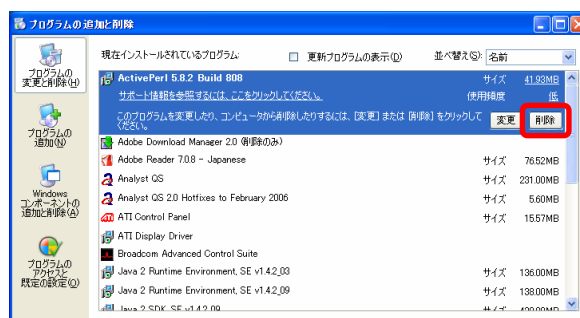 プログラムの追加と削除
現在インストールされているプログラム:
更新プログラムの表示(D)
並べ替え(S): 名前
プログラムの
変更と削除(H)
プログラムの
追加(N)
Windows
コンポーネントの
追加と削除(A)
プログラムの
アクセスと
既定の設定(O)
ActivePerl 5.8.2 Build 808 サイズ 41.93MB
サポート情報を参照するには、ここをクリックしてください。 使用頻度 低
このプログラムを変更したり、コンピュータから削除したりするには、[変更] または [削除] をクリックして
ください。
変更 削除
Adobe Download Manager 2.0 (削除のみ)
Adobe Reader 7.0.8 - Japanese サイズ 76.52MB
Analyst QS サイズ 231.00MB
Analyst QS 2.0 Hotfixes to February 2006 サイズ 5.60MB
ATI Control Panel サイズ 15.57MB
ATI Display Driver
Broadcom Advanced Control Suite
Java 2 Runtime Environment, SE v1.4.2_03 サイズ 136.00MB
Java 2 Runtime Environment, SE v1.4.2_09 サイズ 138.00MB
Java 2 SDK, SE v1.4.2_09 サイズ